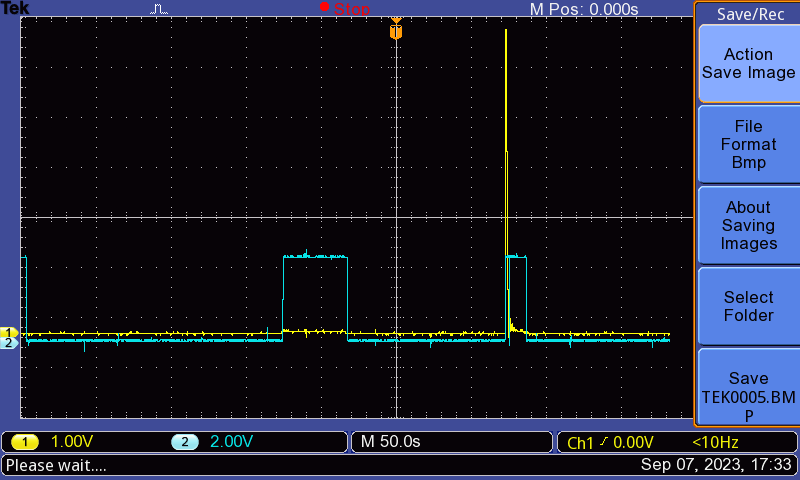 Tek
Stop
M Pos: 0.000s
Save/Rec
Action
Save Image
File
Format
Bmp
About
Saving
Images
Select
Folder
Save
TEK0005.BM
P
T
1
2
1 1.00V
2 2.00V
M 50.0s
Ch1 0.00V
<10Hz
Please wait....
Sep 07, 2023, 17:33